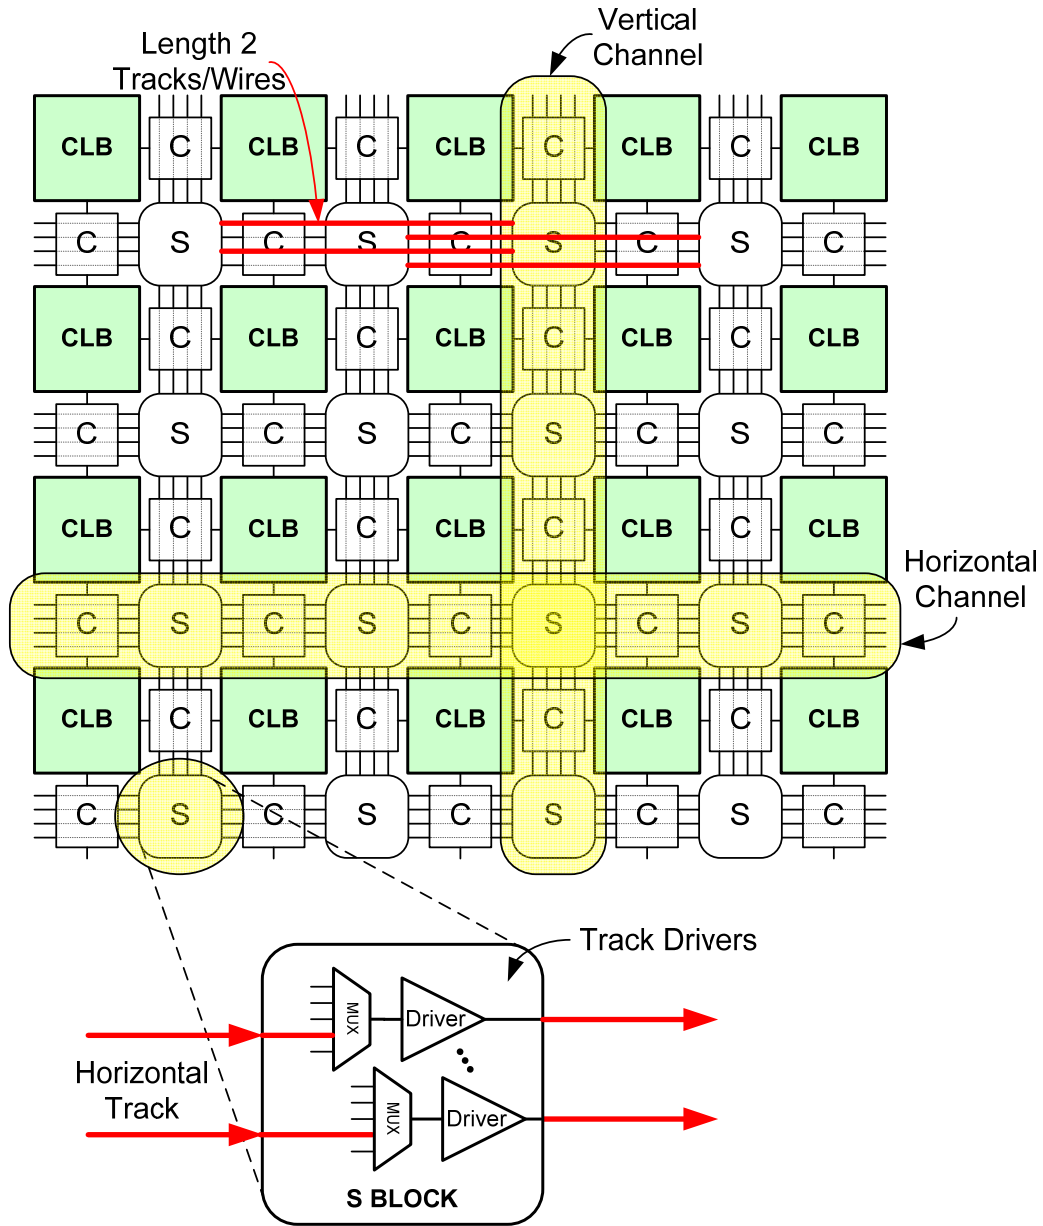 Vertical
Channel
Length 2
Tracks/Wires
CLB C CLB C CLB C CLB C CLB
C S C S C S C S C
CLB C CLB C CLB C CLB C CLB
C S C S C S C S C
CLB C CLB C CLB C CLB C CLB
Horizontal
Channel
C S C S C S C S C
CLB C CLB C CLB C CLB C CLB
C S C S C S C S C
Track Drivers
MUX Driver
Horizontal
Track
MUX Driver
S BLOCK